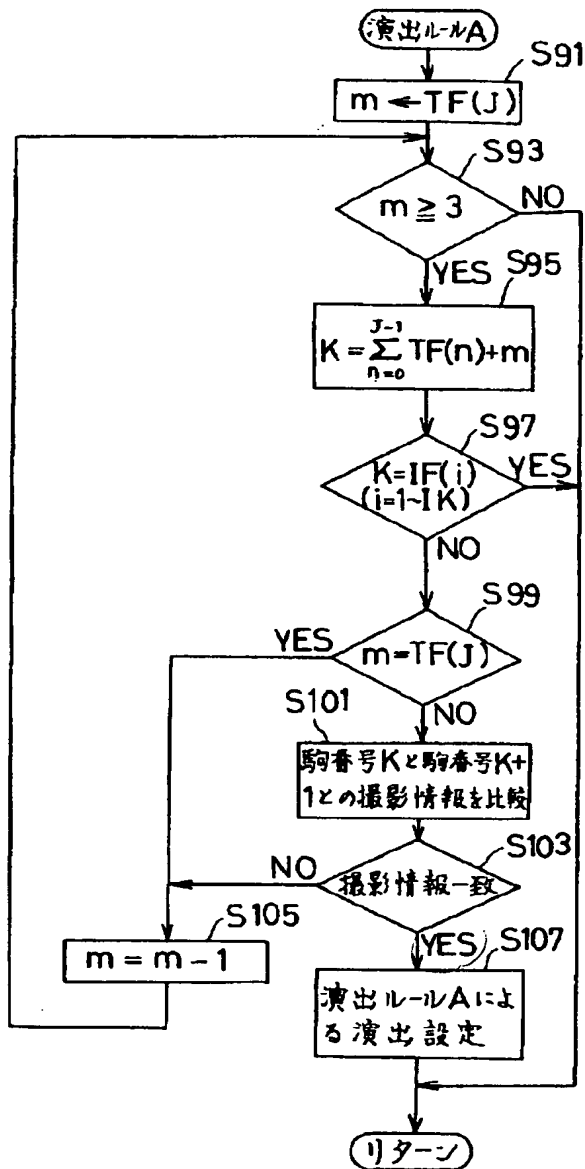 演出ルールA
S91
m ← TF(J)
S93
m ≧ 3
NO
YES
S95
J-1
K = Σ TF(n)+m
n=0
S97
K=IF(i)
(i=1~IK)
YES
NO
S99
YES
m=TF(J)
NO
S101
駒番号Kと駒番号K+
1との撮影情報を比較
S103
NO
撮影情報一致
S105
m = m - 1
YES
S107
演出ルールAによ
る演出設定
リターン